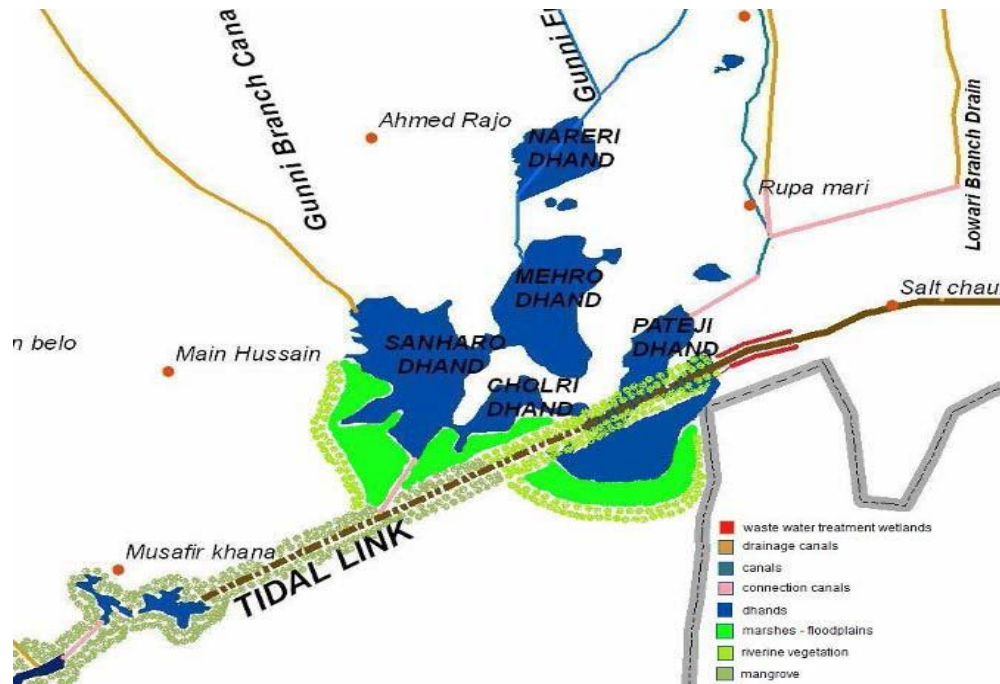 Gunni Branch Cana
Gunni E
Ahmed Rajo
NARERI
DHAND
Rupa mari
Lowari Branch Drain
MEHRO
DHAND
Salt chau
n belo
Main Hussain
SANHARO
DHAND
PATEJI
DHAND
CHOLRI
DHAND
Musafir khana
TIDAL LINK
waste water treatment wetlands
drainage canals
canals
connection canals
dhands
marshes - floodplains
riverine vegetation
mangrove